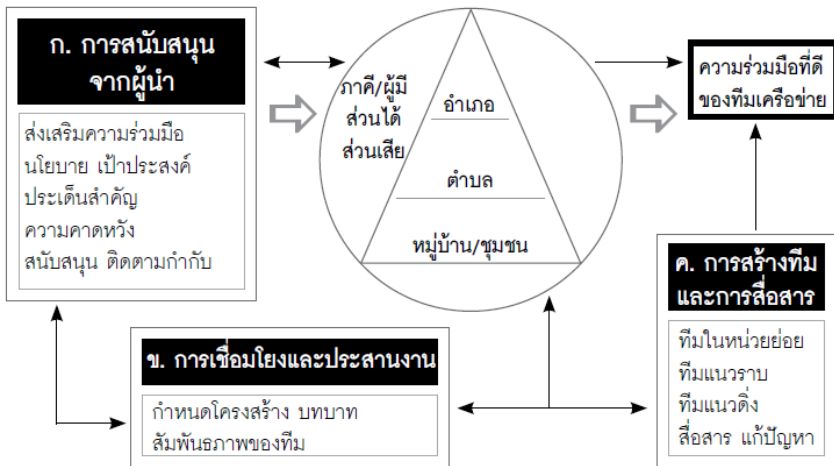 ก. การสนับสนุน
จากผู้นำ
ส่งเสริมความร่วมมือ
นโยบาย เป้าประสงค์
ประเด็นสำคัญ
ความคาดหวัง
สนับสนุน ติดตามกำกับ
ภาคี/ผู้มี
ส่วนได้
ส่วนเสีย
อำเภอ
ตำบล
หมู่บ้าน/ชุมชน
ความร่วมมือที่ดี
ของทีมเครือข่าย
ข. การเชื่อมโยงและประสานงาน
กำหนดโครงสร้าง บทบาท
สัมพันธภาพของทีม
ค. การสร้างทีม
และการสื่อสาร
ทีมในหน่วยย่อย
ทีมแนวราบ
ทีมแนวดิ่ง
สื่อสาร แก้ปัญหา